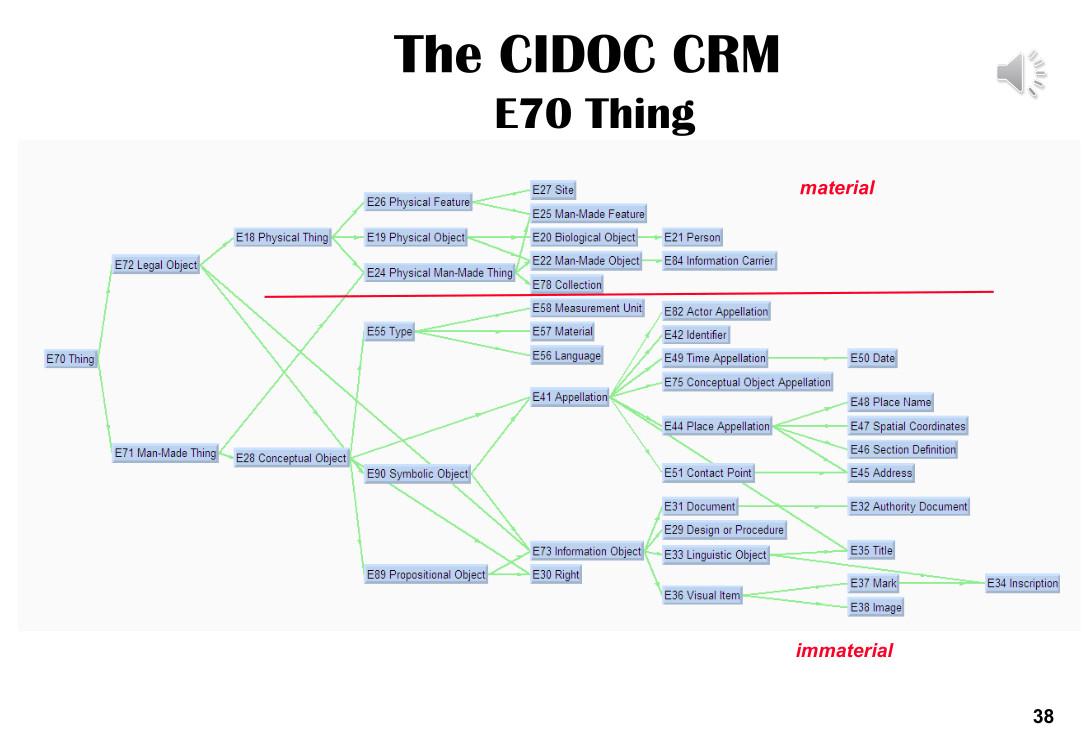 The CIDOC CRM
E70 Thing
material
E27 Site
E26 Physical Feature
E25 Man-Made Feature
E18 Physical Thing
E19 Physical Object
E20 Biological Object
E21 Person
E72 Legal Object
E24 Physical Man-Made Thing
E22 Man-Made Object
E84 Information Carrier
E78 Collection
E58 Measurement Unit
E82 Actor Appellation
E55 Type
E57 Material
E42 Identifier
E70 Thing
E56 Language
E49 Time Appellation
E50 Date
E75 Conceptual Object Appellation
E41 Appellation
E48 Place Name
E44 Place Appellation
E47 Spatial Coordinates
E71 Man-Made Thing
E28 Conceptual Object
E46 Section Definition
E90 Symbolic Object
E51 Contact Point
E45 Address
E31 Document
E32 Authority Document
E29 Design or Procedure
E73 Information Object
E33 Linguistic Object
E35 Title
E89 Propositional Object
E30 Right
E37 Mark
E34 Inscription
E36 Visual Item
E38 Image
immaterial
38